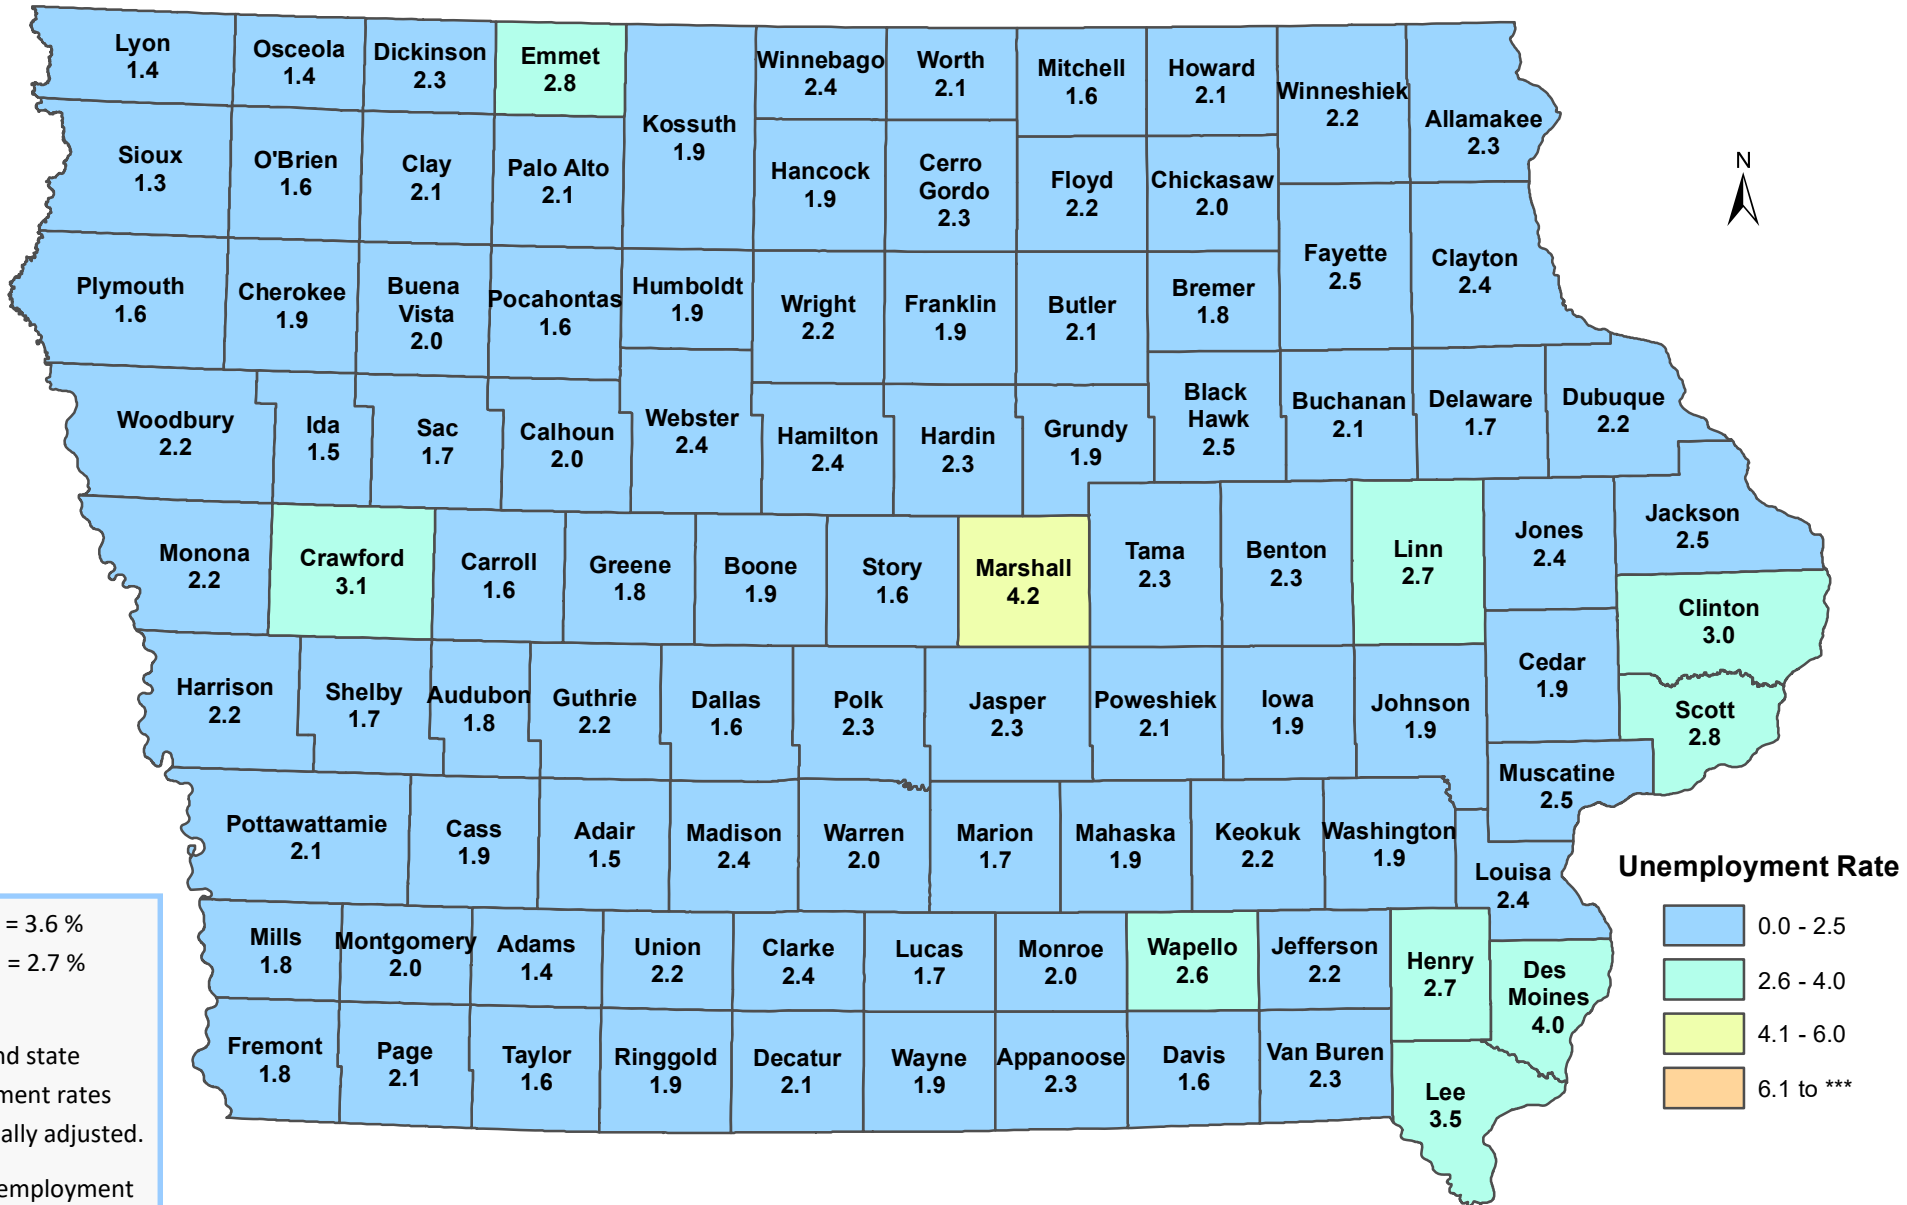 Lyon
1.4
Osceola
1.4
Dickinson
2.3
Emmet
2.8
Kossuth
1.9
Winnebago
2.4
Worth
2.1
Mitchell
1.6
Howard
2.1
Winneshiek
2.2
Allamakee
2.3
N
Sioux
1.3
O'Brien
1.6
Clay
2.1
Palo Alto
2.1
Hancock
1.9
Cerro
Gordo
2.3
Floyd
2.2
Chickasaw
2.0
Fayette
2.5
Clayton
2.4
Plymouth
1.6
Cherokee
1.9
Buena
Vista
2.0
Pocahontas
1.6
Humboldt
1.9
Wright
2.2
Franklin
1.9
Butler
2.1
Bremer
1.8
Woodbury
2.2
Ida
1.5
Sac
1.7
Calhoun
2.0
Webster
2.4
Hamilton
2.4
Hardin
2.3
Grundy
1.9
Black
Hawk
2.5
Buchanan
2.1
Delaware
1.7
Dubuque
2.2
Monona
2.2
Crawford
3.1
Carroll
1.6
Greene
1.8
Boone
1.9
Story
1.6
Marshall
4.2
Tama
2.3
Benton
2.3
Linn
2.7
Jones
2.4
Jackson
2.5
Clinton
3.0
Harrison
2.2
Shelby
1.7
Audubon
1.8
Guthrie
2.2
Dallas
1.6
Polk
2.3
Jasper
2.3
Poweshiek
2.1
Iowa
1.9
Johnson
1.9
Cedar
1.9
Scott
2.8
Muscatine
2.5
Pottawattamie
2.1
Cass
1.9
Adair
1.5
Madison
2.4
Warren
2.0
Marion
1.7
Mahaska
1.9
Keokuk
2.2
Washington
1.9
Louisa
2.4
Mills
1.8
Montgomery
2.0
Adams
1.4
Union
2.2
Clarke
2.4
Lucas
1.7
Monroe
2.0
Wapello
2.6
Jefferson
2.2
Henry
2.7
Des
Moines
4.0
Fremont
1.8
Page
2.1
Taylor
1.6
Ringgold
1.9
Decatur
2.1
Wayne
1.9
Appanoose
2.3
Davis
1.6
Van Buren
2.3
Lee
3.5
Unemployment Rate
0.0 - 2.5
2.6 - 4.0
4.1 - 6.0
6.1 to ***
= 3.6 %
= 2.7 %
nd state
ment rates
ally adjusted.
employment